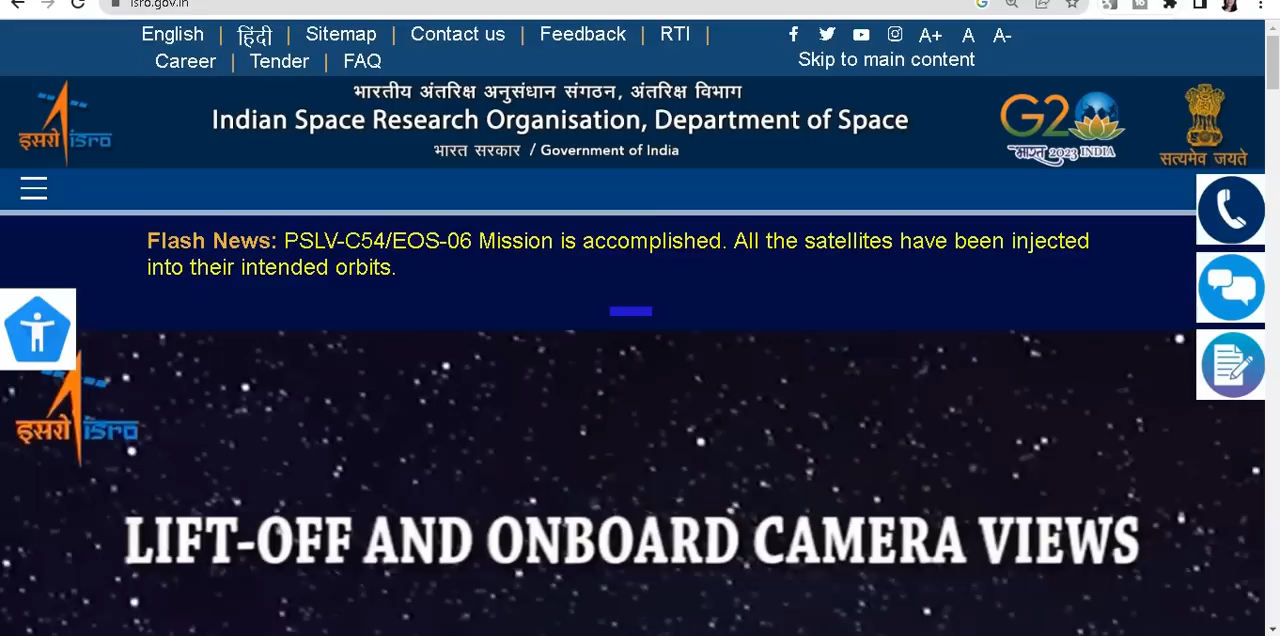 isro.gov.in
English | हिंदी | Sitemap | Contact us | Feedback | RTI |
Career | Tender | FAQ
A+ A A-
Skip to main content
भारतीय अंतरिक्ष अनुसंधान संगठन, अंतरिक्ष विभाग
Indian Space Research Organisation, Department of Space
भारत सरकार / Government of India
इसरो isro
G20
भारत 2023 INDIA
सत्यमेव जयते
Flash News: PSLV-C54/EOS-06 Mission is accomplished. All the satellites have been injected
into their intended orbits.
इसरो isro
LIFT-OFF AND ONBOARD CAMERA VIEWS